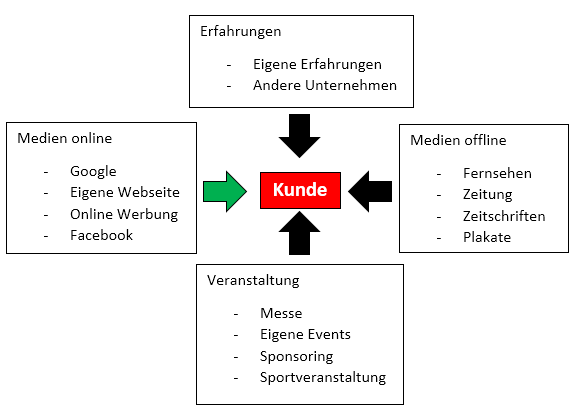 Erfahrungen
- Eigene Erfahrungen
- Andere Unternehmen
Medien online
- Google
- Eigene Webseite
- Online Werbung
- Facebook
Kunde
Medien offline
- Fernsehen
- Zeitung
- Zeitschriften
- Plakate
Veranstaltung
- Messe
- Eigene Events
- Sponsoring
- Sportveranstaltung